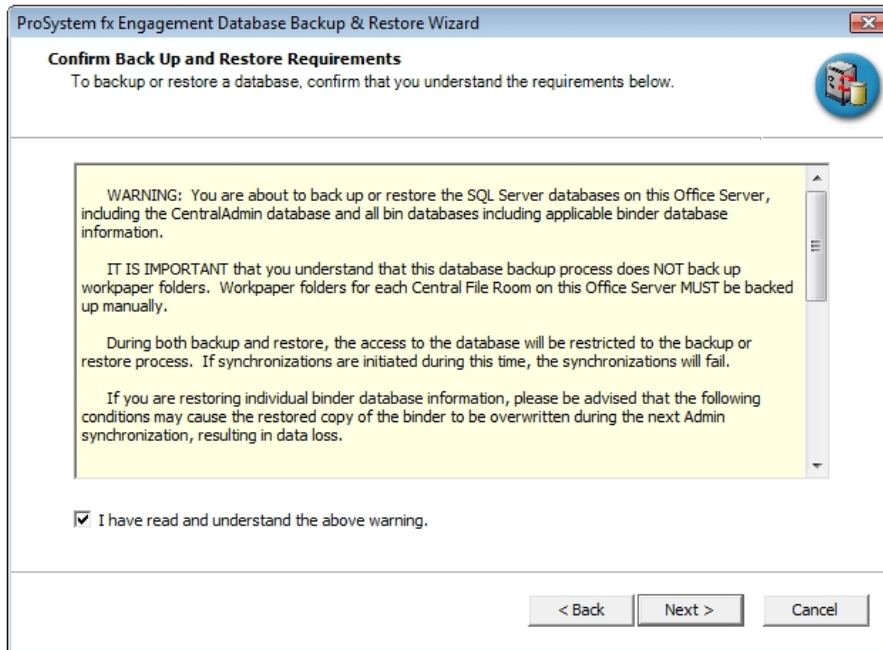 ProSystem fx Engagement Database Backup & Restore Wizard
Confirm Back Up and Restore Requirements
To backup or restore a database, confirm that you understand the requirements below.
WARNING: You are about to back up or restore the SQL Server databases on this Office Server,
including the CentralAdmin database and all bin databases including applicable binder database
information.
IT IS IMPORTANT that you understand that this database backup process does NOT back up
workpaper folders. Workpaper folders for each Central File Room on this Office Server MUST be backed
up manually.
During both backup and restore, the access to the database will be restricted to the backup or
restore process. If synchronizations are initiated during this time, the synchronizations will fail.
If you are restoring individual binder database information, please be advised that the following
conditions may cause the restored copy of the binder to be overwritten during the next Admin
synchronization, resulting in data loss.
I have read and understand the above warning.
< Back Next > Cancel